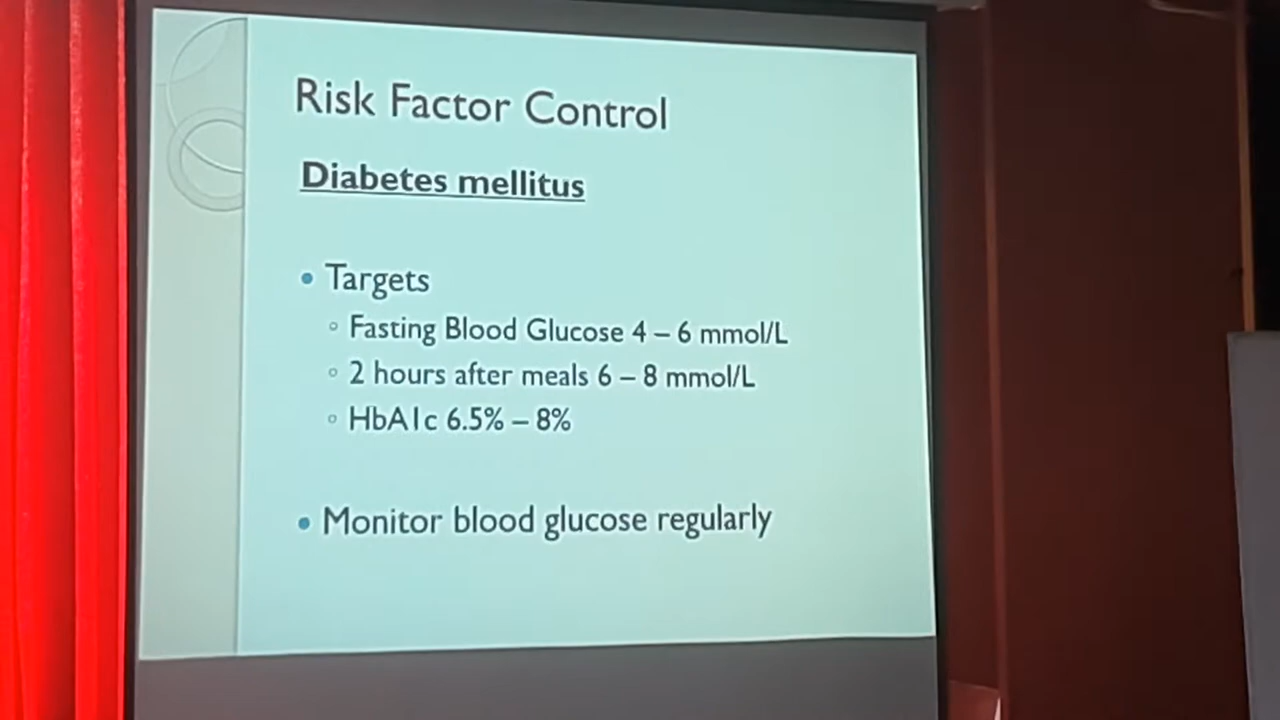 Risk Factor Control
Diabetes mellitus
• Targets
◦ Fasting Blood Glucose 4 – 6 mmol/L
◦ 2 hours after meals 6 – 8 mmol/L
◦ HbA1c 6.5% – 8%
• Monitor blood glucose regularly